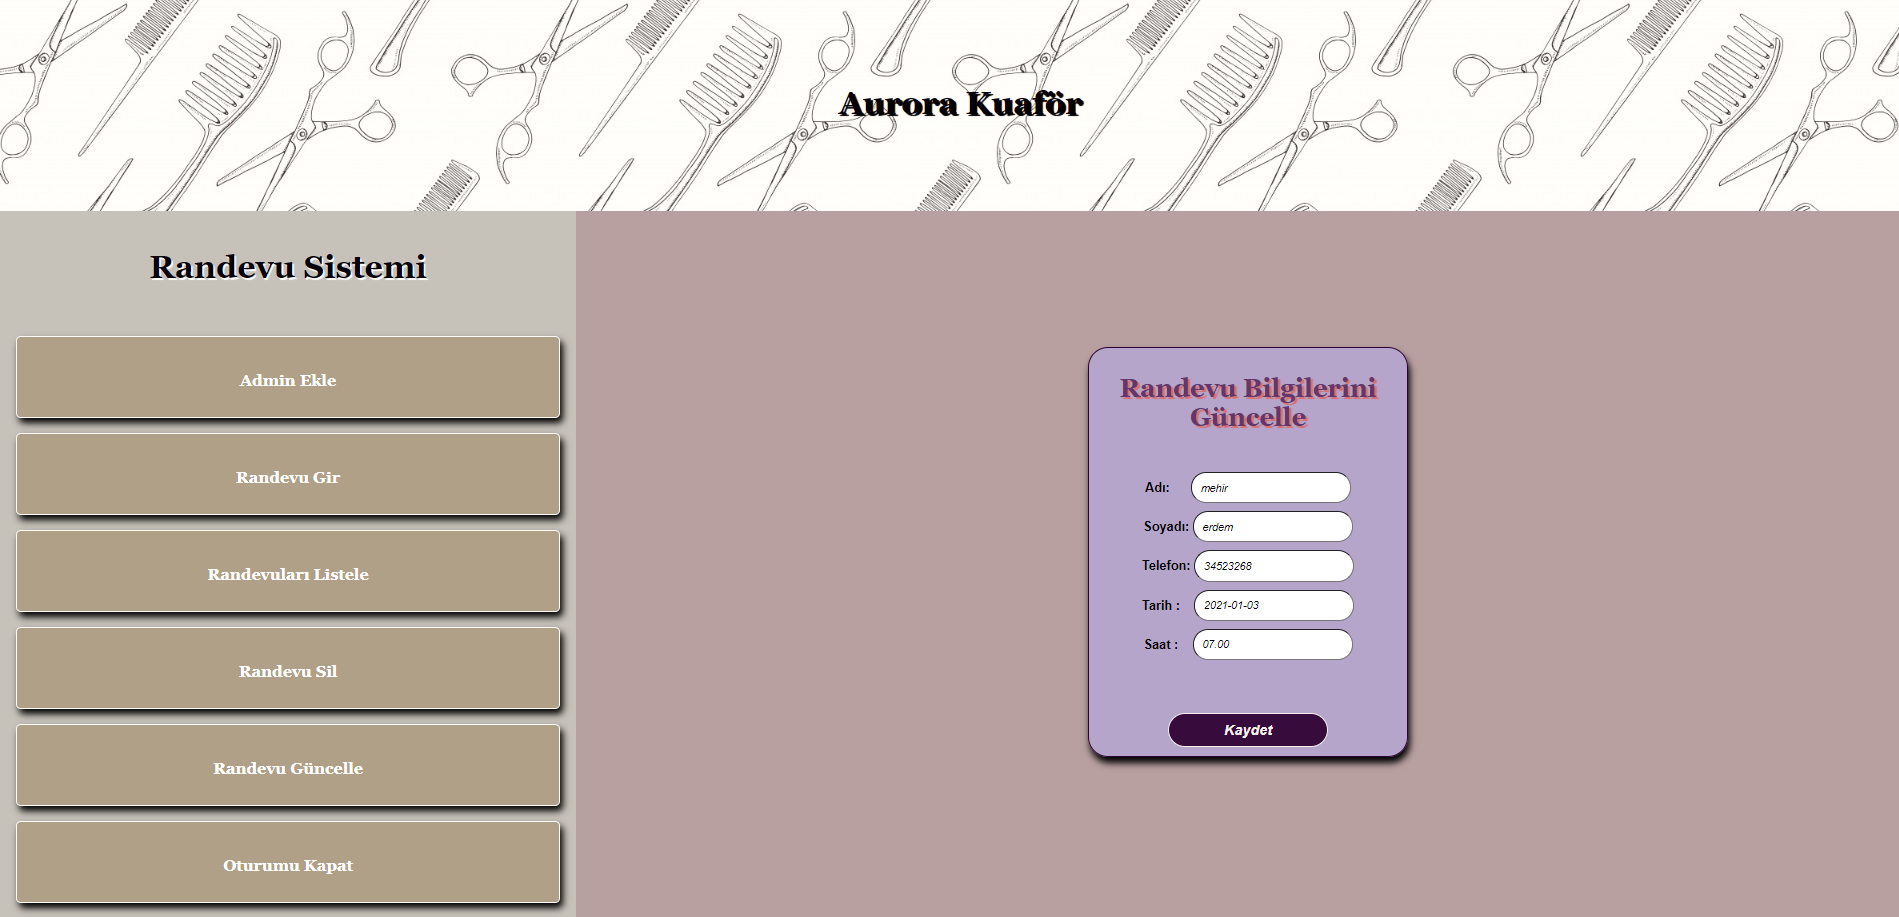 Aurora Kuaför
Randevu Sistemi
Admin Ekle
Randevu Gir
Randevuları Listele
Randevu Sil
Randevu Güncelle
Oturumu Kapat
Randevu Bilgilerini
Güncelle
Adı: mehir
Soyadı: erdem
Telefon: 34523268
Tarih : 2021-01-03
Saat : 07.00
Kaydet